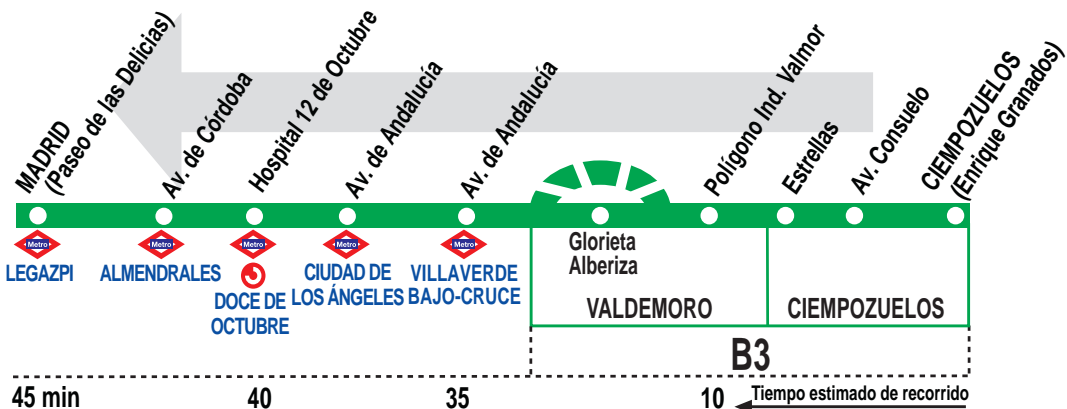 MADRID
(Paseo de las Delicias)
Av. de Córdoba
Hospital 12 de Octubre
Av. de Andalucía
Av. de Andalucía
Polígono Ind. Valmor
Estrellas
Av. Consuelo
CIEMPOZUELOS
(Enrique Granados)
Metro
Metro
Metro
Metro
Metro
LEGAZPI
ALMENDRALES
DOCE DE
OCTUBRE
CIUDAD DE
LOS ÁNGELES
VILLAVERDE
BAJO-CRUCE
Glorieta
Alberiza
VALDEMORO
CIEMPOZUELOS
B3
45 min
40
35
10
Tiempo estimado de recorrido